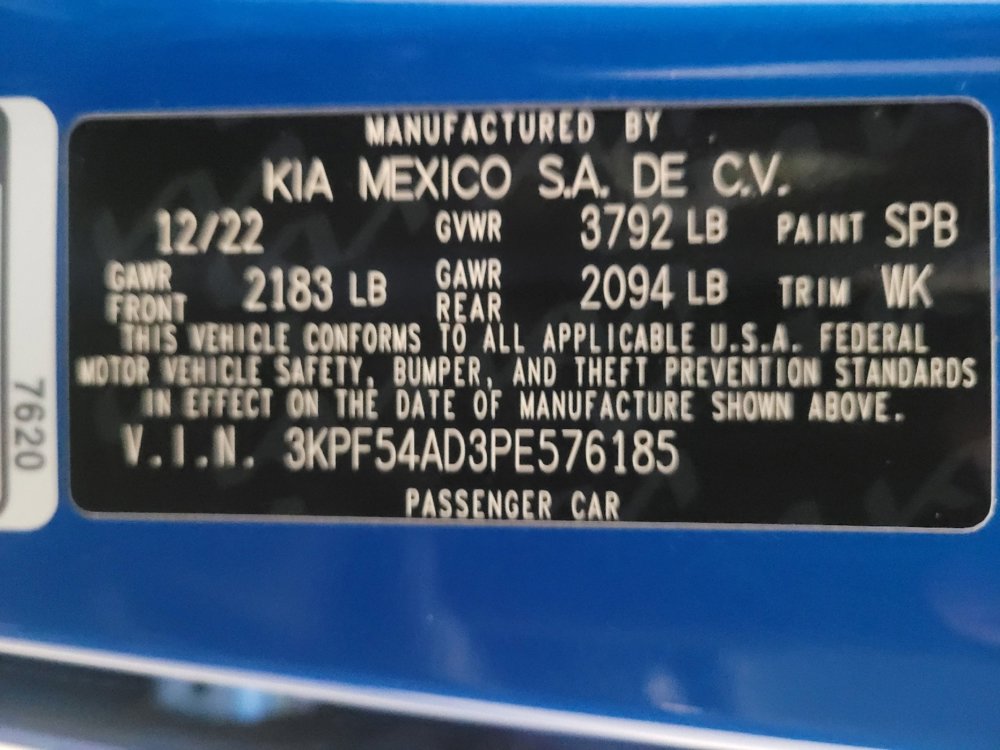 MANUFACTURED BY
KIA MEXICO S.A. DE C.V.
12/22 GVWR 3792 LB PAINT SPB
GAWR FRONT 2183 LB GAWR REAR 2094 LB TRIM WK
THIS VEHICLE CONFORMS TO ALL APPLICABLE U.S.A. FEDERAL
MOTOR VEHICLE SAFETY, BUMPER, AND THEFT PREVENTION STANDARDS
IN EFFECT ON THE DATE OF MANUFACTURE SHOWN ABOVE.
V.I.N. 3KPF54AD3PE576185
PASSENGER CAR
7620